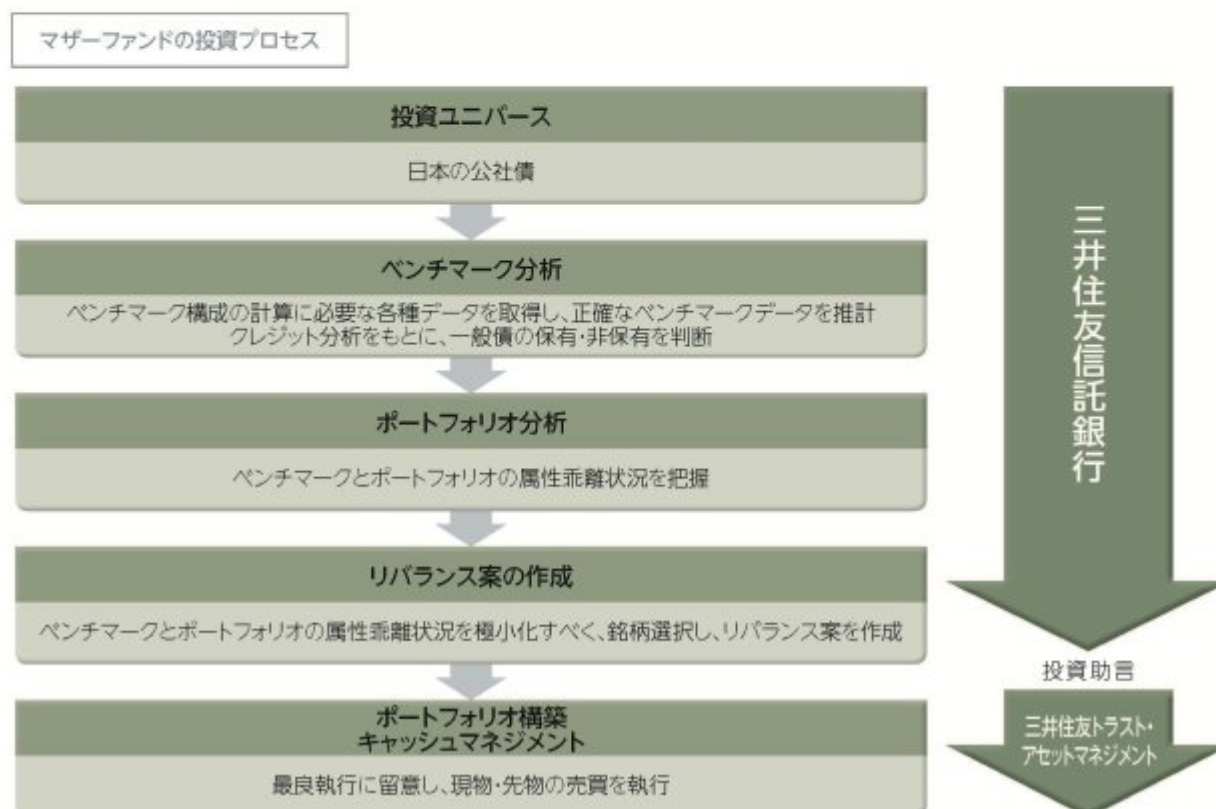 マザーファンドの投資プロセス
投資ユニバース
日本の公社債
ベンチマーク分析
ベンチマーク構成の計算に必要な各種データを取得し、正確なベンチマークデータを推計
クレジット分析をもとに、一般債の保有・非保有を判断
ポートフォリオ分析
ベンチマークとポートフォリオの属性乖離状況を把握
リバランス案の作成
ベンチマークとポートフォリオの属性乖離状況を極小化すべく、銘柄選択し、リバランス案を作成
ポートフォリオ構築
キャッシュマネジメント
最良執行に留意し、現物・先物の売買を執行
三井住友信託銀行
投資助言
三井住友トラスト・
アセットマネジメント